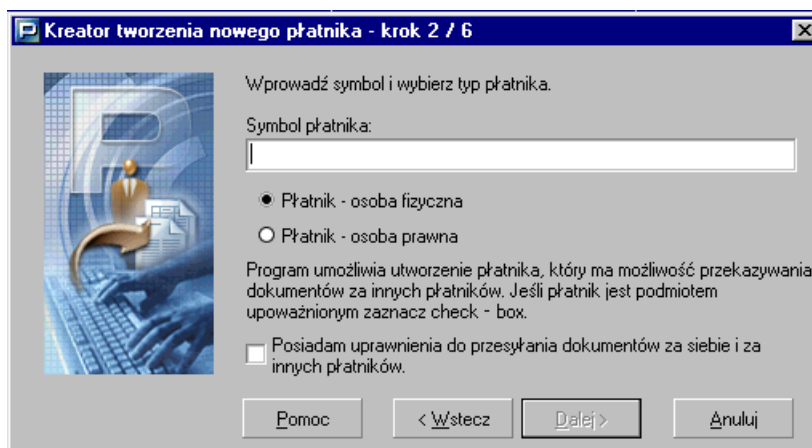 Kreator tworzenia nowego płatnika - krok 2 / 6
Wprowadź symbol i wybierz typ płatnika.
Symbol płatnika:
Płatnik - osoba fizyczna
Płatnik - osoba prawna
Program umożliwia utworzenie płatnika, który ma możliwość przekazywania
dokumentów za innych płatników. Jeśli płatnik jest podmiotem
upoważnionym zaznacz check - box.
Posiadam uprawnienia do przesyłania dokumentów za siebie i za
innych płatników.
Pomoc < Wstecz Dalej > Anuluj